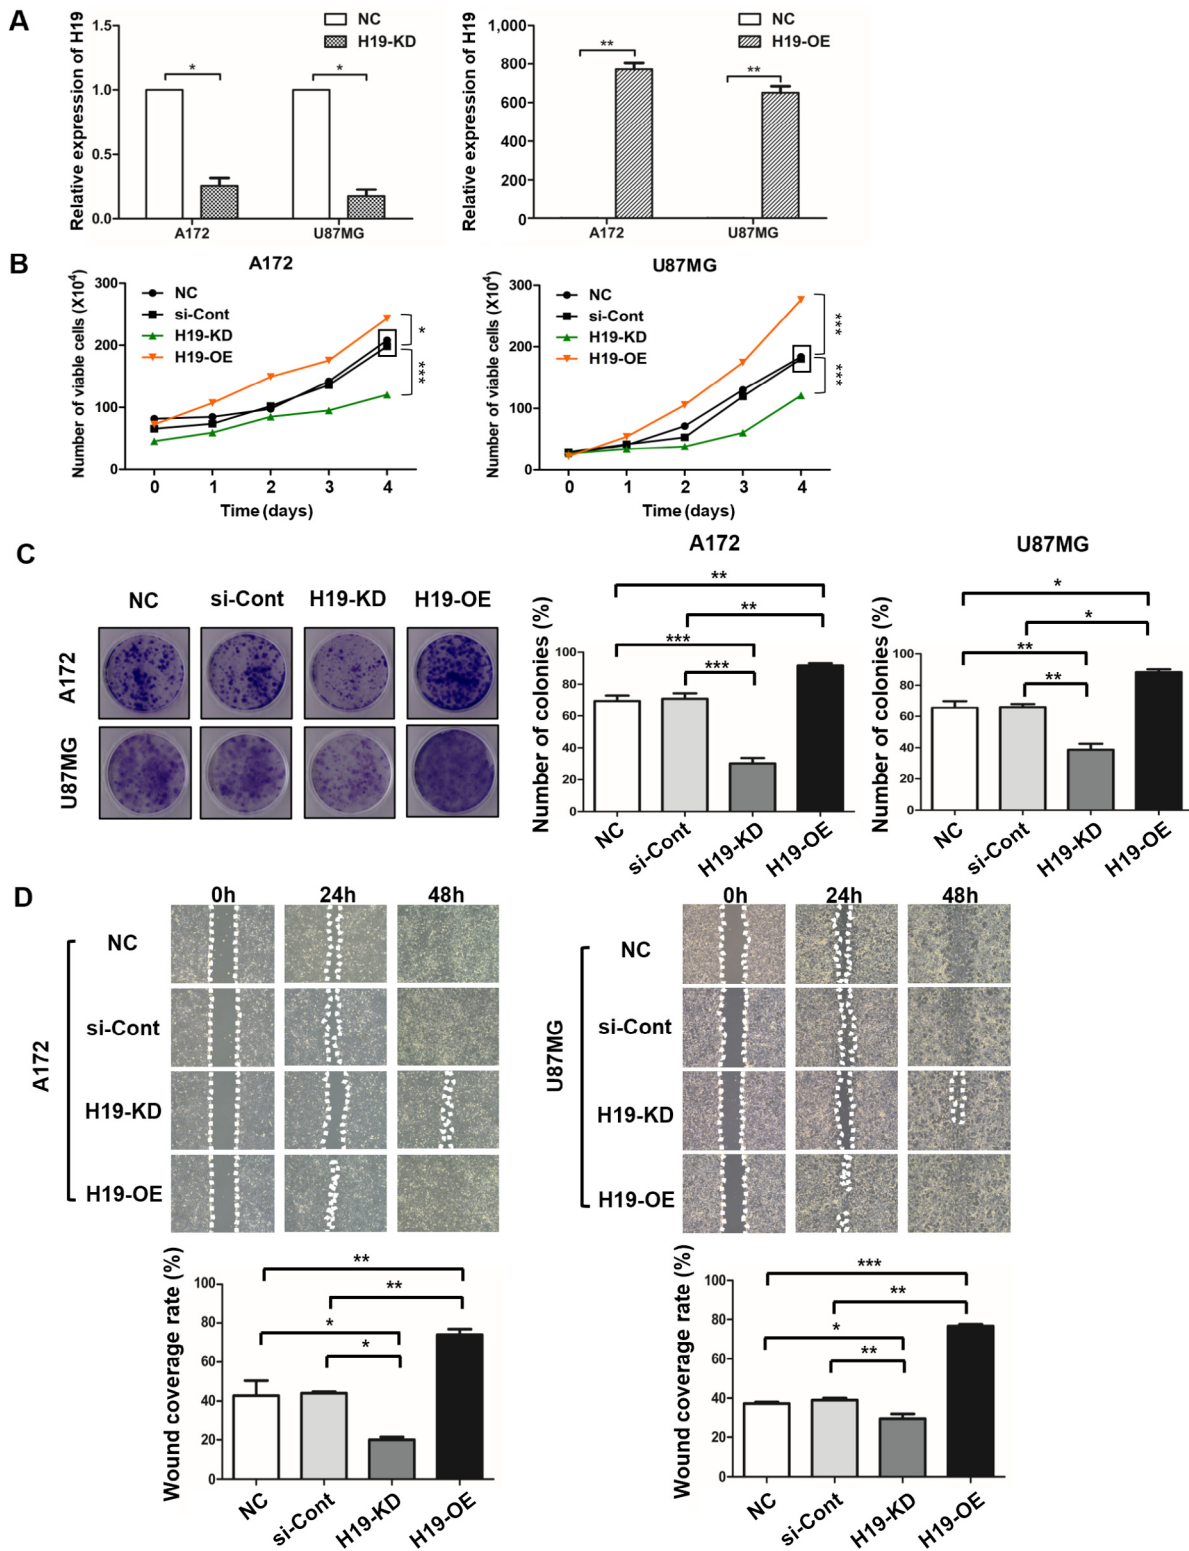 A
Relative expression of H19
1.5
1.0
0.5
0.0
NC
H19-KD
*
*
A172
U87MG
Relative expression of H19
1,000
800
600
400
200
0
NC
H19-OE
**
**
A172
U87MG
B
A172
Number of viable cells (X10⁴)
300
200
100
0
NC
si-Cont
H19-KD
H19-OE
*
***
0 1 2 3 4
Time (days)
U87MG
Number of viable cells (X10⁴)
300
200
100
0
NC
si-Cont
H19-KD
H19-OE
***
***
0 1 2 3 4
Time (days)
C
NC si-Cont H19-KD H19-OE
A172
U87MG
A172
Number of colonies (%)
100
80
60
40
20
0
**
**
***
***
NC si-Cont H19-KD H19-OE
U87MG
Number of colonies (%)
100
80
60
40
20
0
*
*
**
**
NC si-Cont H19-KD H19-OE
D
0h 24h 48h
A172
NC
si-Cont
H19-KD
H19-OE
0h 24h 48h
U87MG
NC
si-Cont
H19-KD
H19-OE
Wound coverage rate (%)
100
80
60
40
20
0
**
**
*
*
NC si-Cont H19-KD H19-OE
Wound coverage rate (%)
100
80
60
40
20
0
***
**
*
**
NC si-Cont H19-KD H19-OE